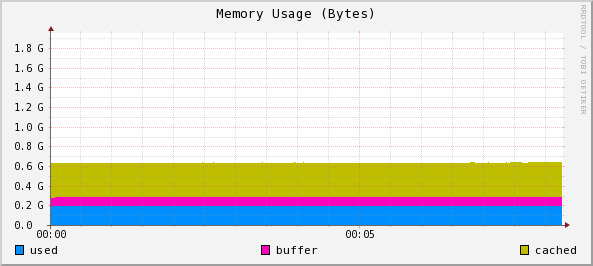 Memory Usage (Bytes)
RRDTOOL / TOBI OETIKER
1.8 G
1.6 G
1.4 G
1.2 G
1.0 G
0.8 G
0.6 G
0.4 G
0.2 G
0.0
00:00 00:05
used buffer cached